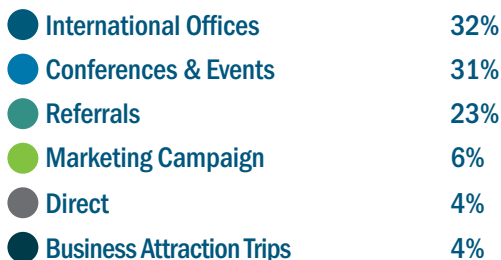 International Offices 32%
Conferences & Events 31%
Referrals 23%
Marketing Campaign 6%
Direct 4%
Business Attraction Trips 4%